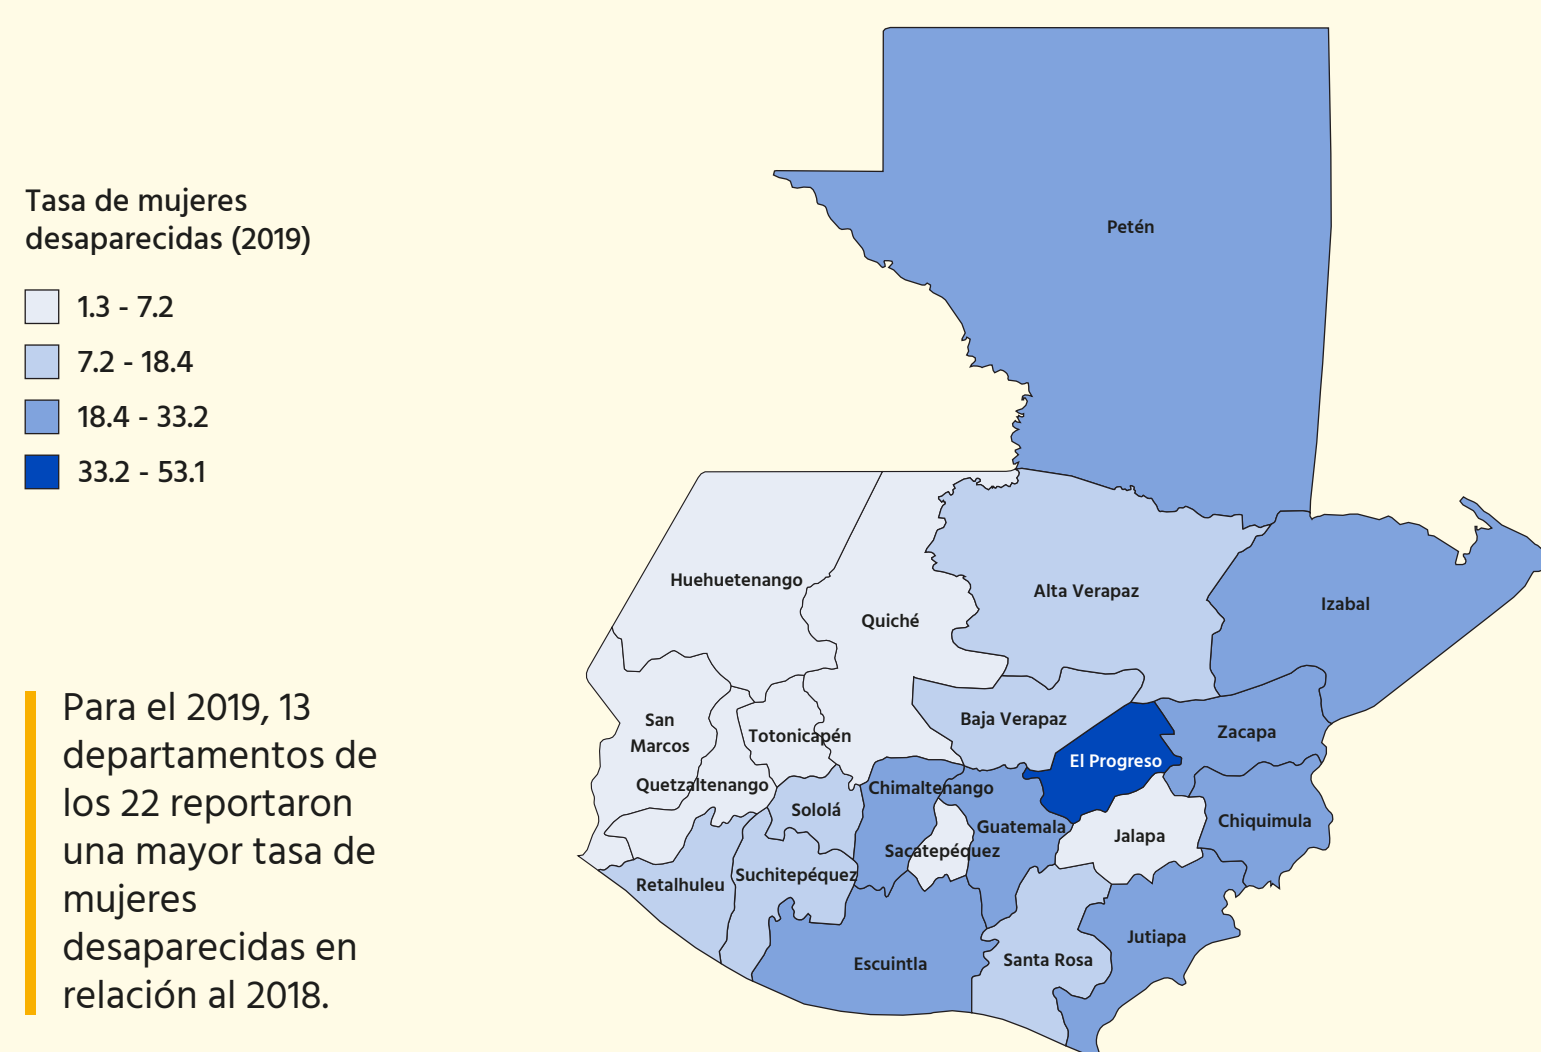 Tasa de mujeres
desaparecidas (2019)
1.3 - 7.2
7.2 - 18.4
18.4 - 33.2
33.2 - 53.1
Para el 2019, 13
departamentos de
los 22 reportaron
una mayor tasa de
mujeres
desaparecidas en
relación al 2018.
Petén
Huehuetenango
Quiché
Alta Verapaz
Izabal
San
Marcos
Totonicapén
Baja Verapaz
Zacapa
El Progreso
Quetzaltenango
Chimaltenango
Sololá
Guatemala
Chiquimula
Jalapa
Sacatepéquez
Suchitepéquez
Retalhuleu
Jutiapa
Escuintla
Santa Rosa